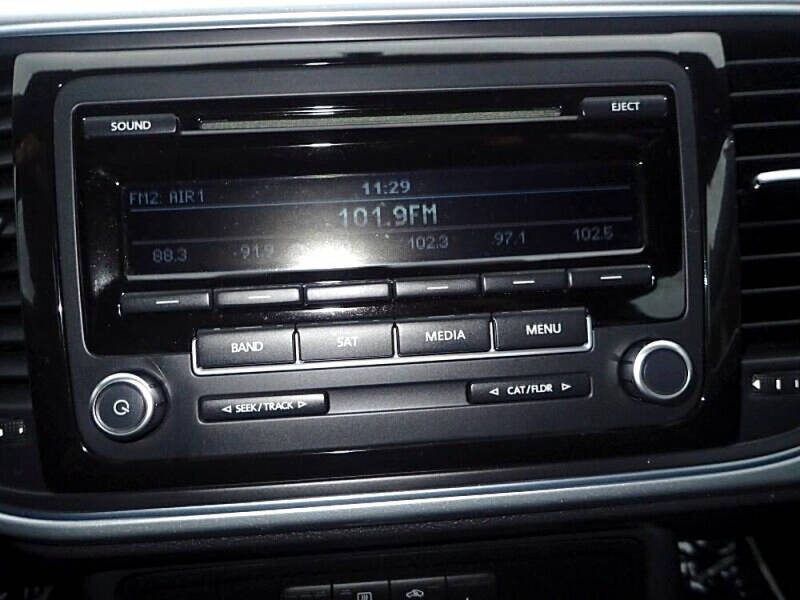 SOUND EJECT
11:29
FM2: AIR1
101.9FM
88.3 91.9 102.3 97.1 102.5
BAND SAT MEDIA MENU
◁ SEEK/TRACK ▷ ◁ CAT/FLDR ▷